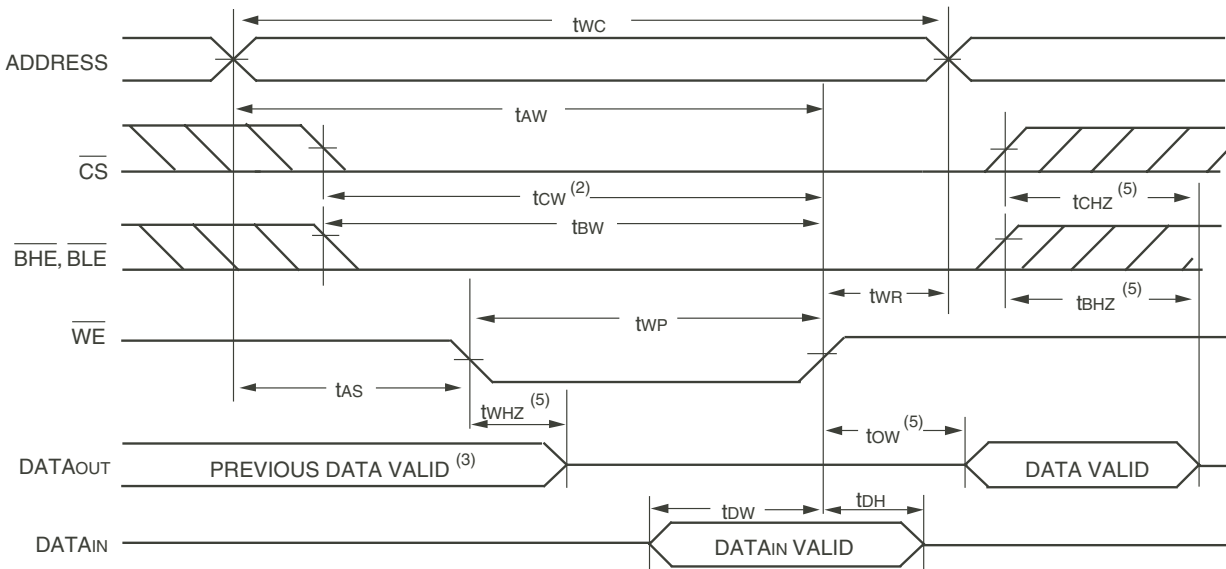 tWC
ADDRESS
tAW
CS
tCW (2)
tCHZ (5)
tBW
BHE, BLE
tWR
tBHZ (5)
tWP
WE
tAS
tWHZ (5)
tOW (5)
DATAOUT
PREVIOUS DATA VALID (3)
DATA VALID
tDW
tDH
DATAIN
DATAIN VALID